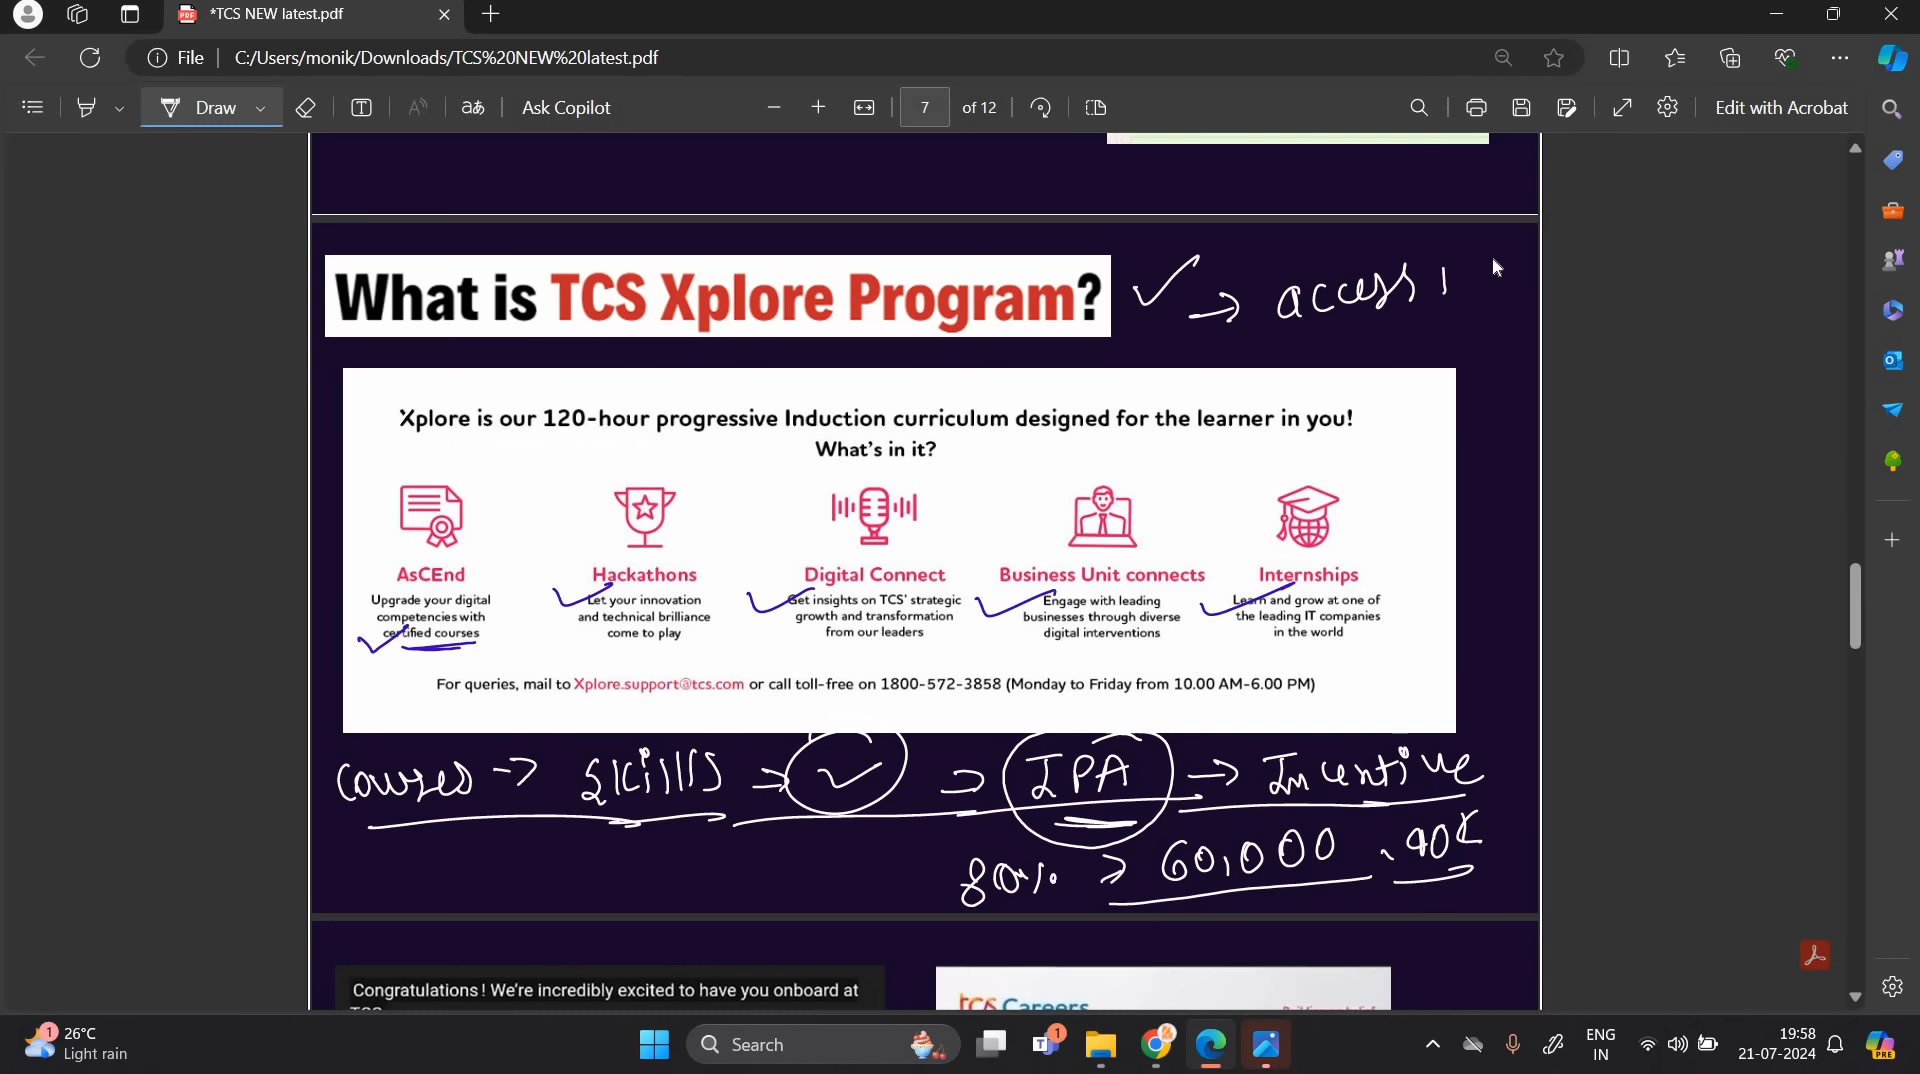 *TCS NEW latest.pdf
File C:/Users/monik/Downloads/TCS%20NEW%20latest.pdf
Draw aあ Ask Copilot 7 of 12 Edit with Acrobat
What is TCS Xplore Program? ✓ → access
Xplore is our 120-hour progressive Induction curriculum designed for the learner in you!
What's in it?
AsCEnd Hackathons Digital Connect Business Unit connects Internships
Upgrade your digital Let your innovation Get insights on TCS' strategic Engage with leading Learn and grow at one of
competencies with and technical brilliance growth and transformation businesses through diverse the leading IT companies
certified courses come to play from our leaders digital interventions in the world
For queries, mail to Xplore.support@tcs.com or call toll-free on 1800-572-3858 (Monday to Friday from 10.00 AM-6.00 PM)
Courses → Skills ⇒ ✓ ⇒ IPA → Incentive
80% > 60,000
Congratulations! We're incredibly excited to have you onboard at
tcs Careers
1 26°C
Light rain
Search 1 ENG
IN
19:58
21-07-2024
PRE